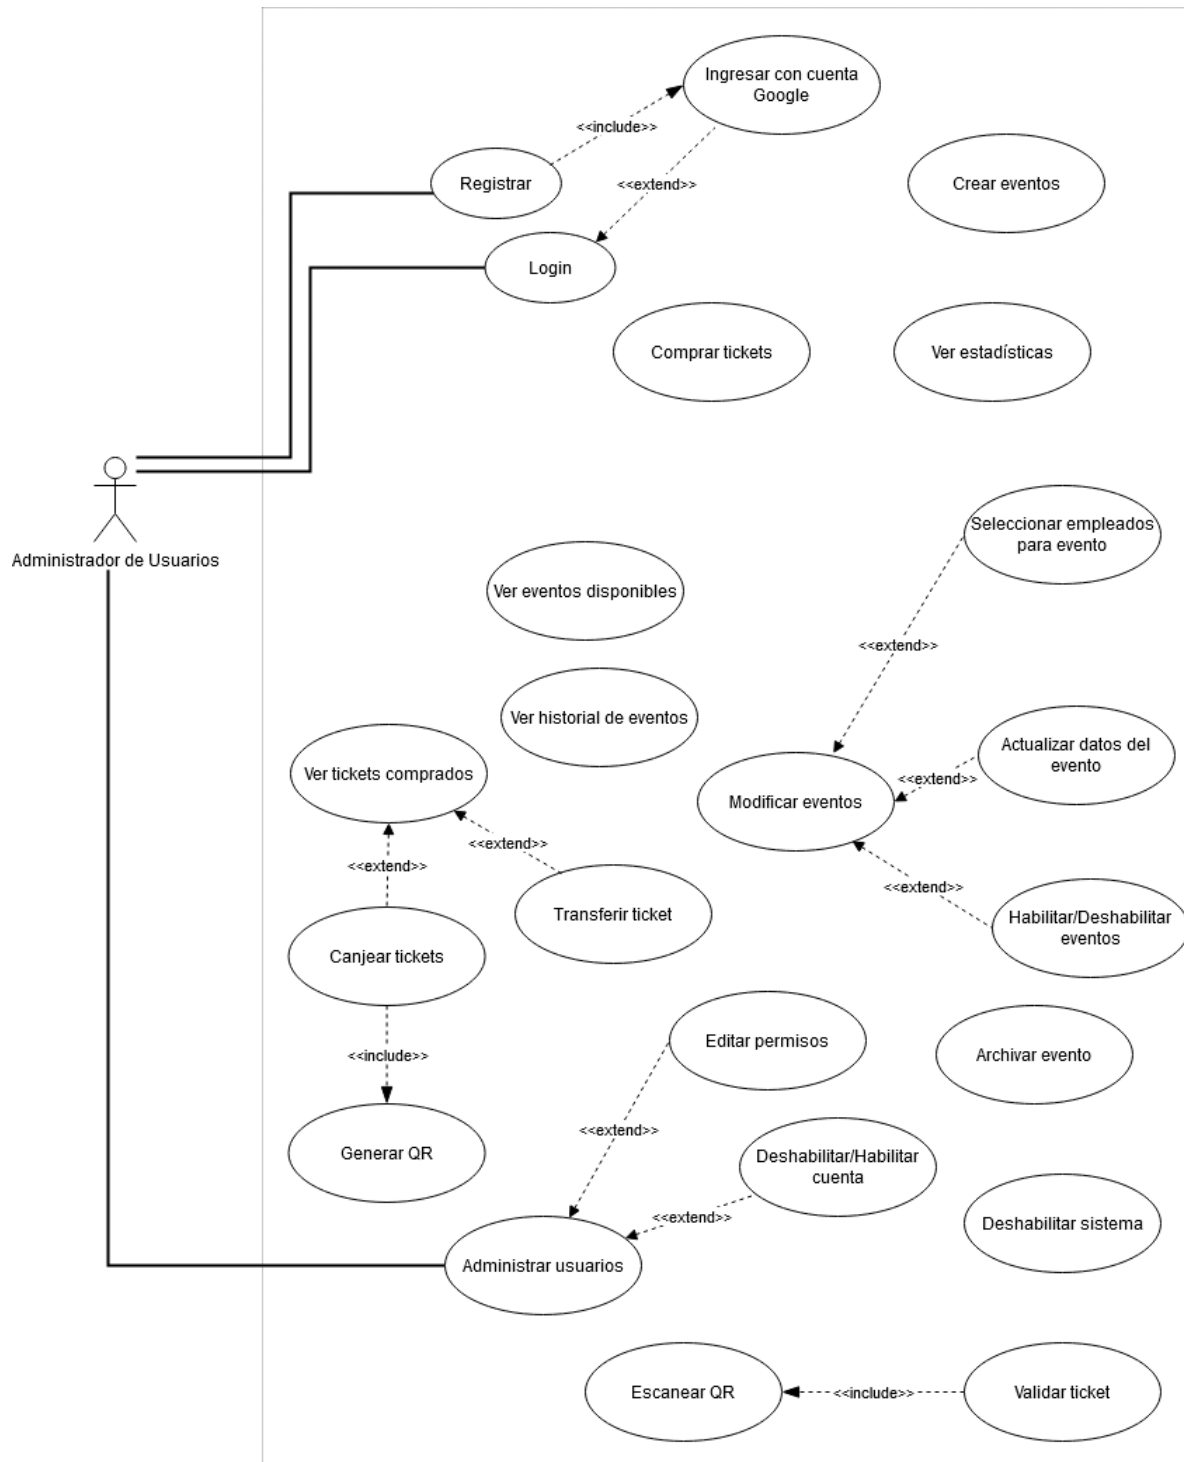 Ingresar con cuenta
Google
<<include>>
Registrar
<<extend>>
Crear eventos
Login
Comprar tickets
Ver estadísticas
Administrador de Usuarios
Seleccionar empleados
para evento
Ver eventos disponibles
<<extend>>
Ver historial de eventos
Ver tickets comprados
Actualizar datos del
evento
<<extend>>
Modificar eventos
<<extend>>
<<extend>>
<<extend>>
Transferir ticket
Habilitar/Deshabilitar
eventos
Canjear tickets
Editar permisos
Archivar evento
<<include>>
<<extend>>
Generar QR
Deshabilitar/Habilitar
cuenta
<<extend>>
Deshabilitar sistema
Administrar usuarios
Escanear QR
<<include>>
Validar ticket